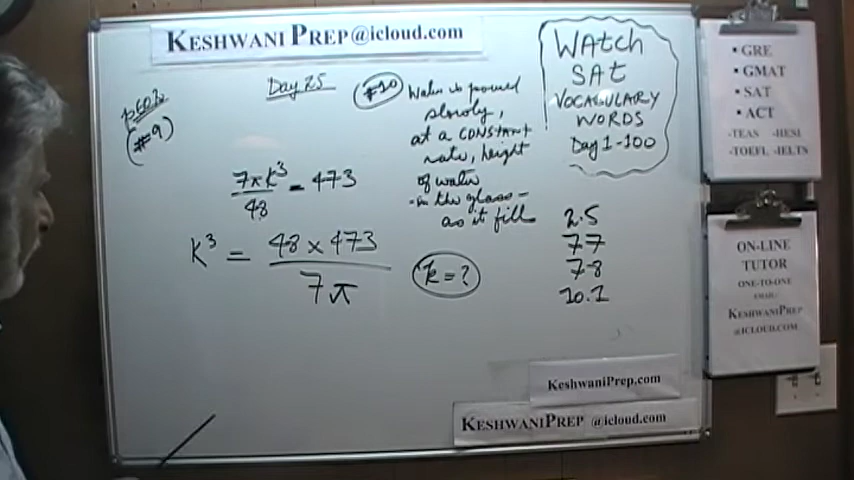 KESHWANI PREP@icloud.com
Day 25
p602
(#9)
7πk³/48 = 473
k³ = 48 x 473 / 7π
#10
Water is poured
slowly,
at a CONSTANT
rate, height
of water
in the glass
as it fills
k = ?
2.5
7.7
7.8
10.1
WAtch
SAt
VOCABULARY
WORDS
Day 1-100
• GRE
• GMAT
• SAT
• ACT
-TEAS -HESI
-TOEFL -IELTS
ON-LINE
TUTOR
ONE-TO-ONE
EMAIL:
KESHWANIPREP
@ICLOUD.COM
KeshwaniPrep.com
KESHWANIPREP @icloud.com